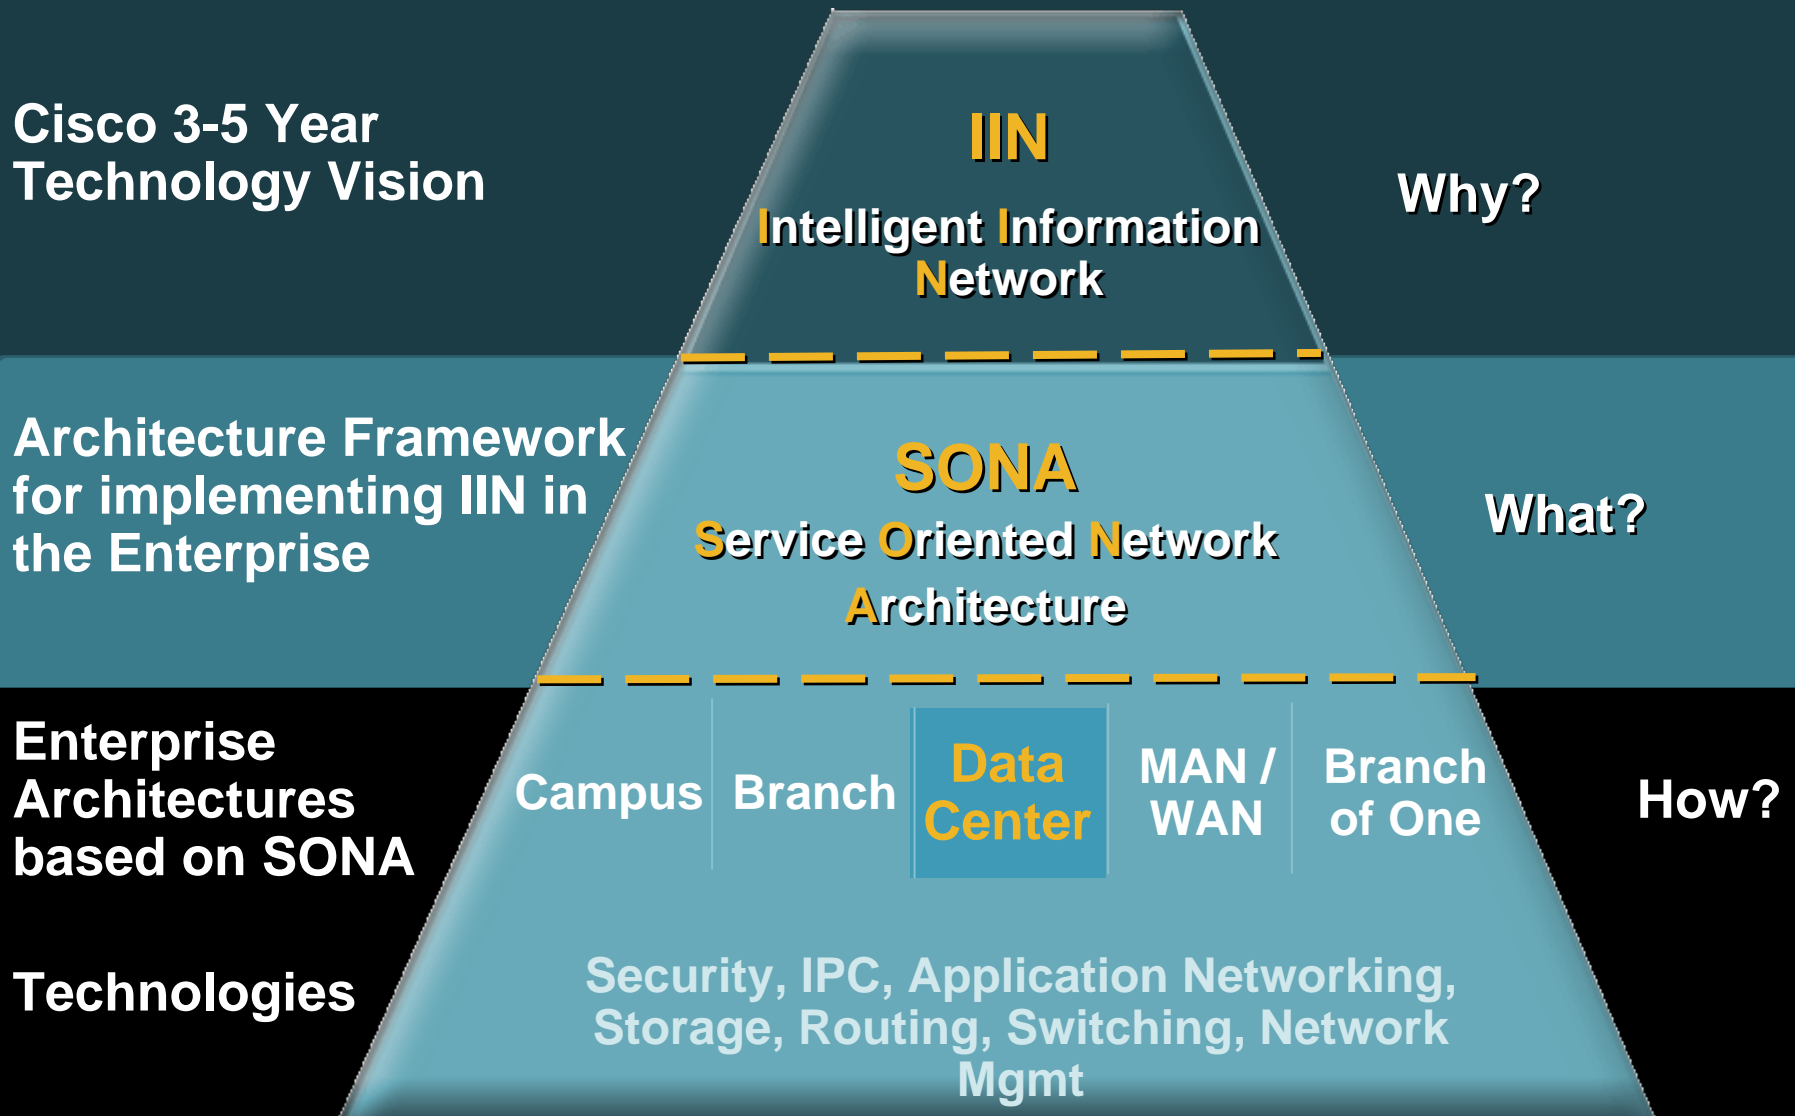 Cisco 3-5 Year
Technology Vision
IIN
Intelligent Information
Network
Why?
Architecture Framework
for implementing IIN in
the Enterprise
SONA
Service Oriented Network
Architecture
What?
Enterprise
Architectures
based on SONA
Campus
Branch
Data
Center
MAN /
WAN
Branch
of One
How?
Technologies
Security, IPC, Application Networking,
Storage, Routing, Switching, Network
Mgmt